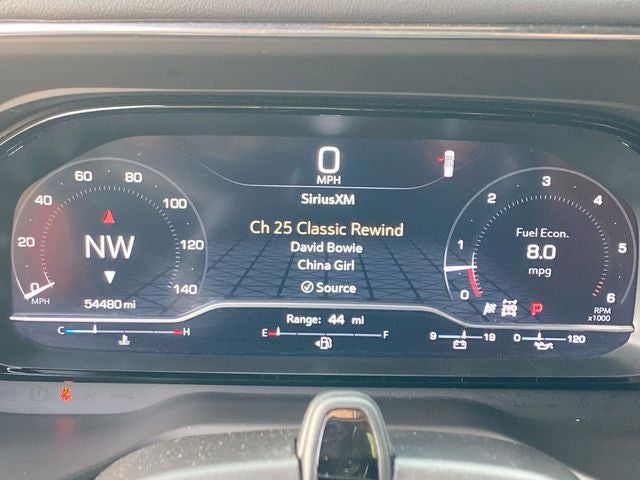 0
MPH
SiriusXM
Ch 25 Classic Rewind
David Bowie
China Girl
Source
0 20 40 60 80 100 120 140
MPH
NW
54480 mi
0 1 2 3 4 5 6
RPM
x1000
Fuel Econ.
8.0
mpg
P
Range: 44 mi
C H
E F
9 19
0 120